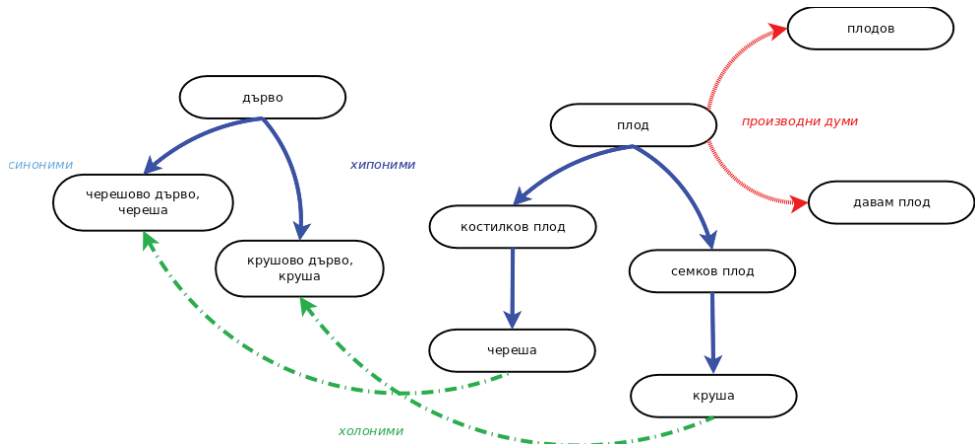 плодов
дърво
плод
производни думи
синоними
хипоними
черешово дърво,
череша
давам плод
костилков плод
крушово дърво,
круша
семков плод
череша
круша
холоними